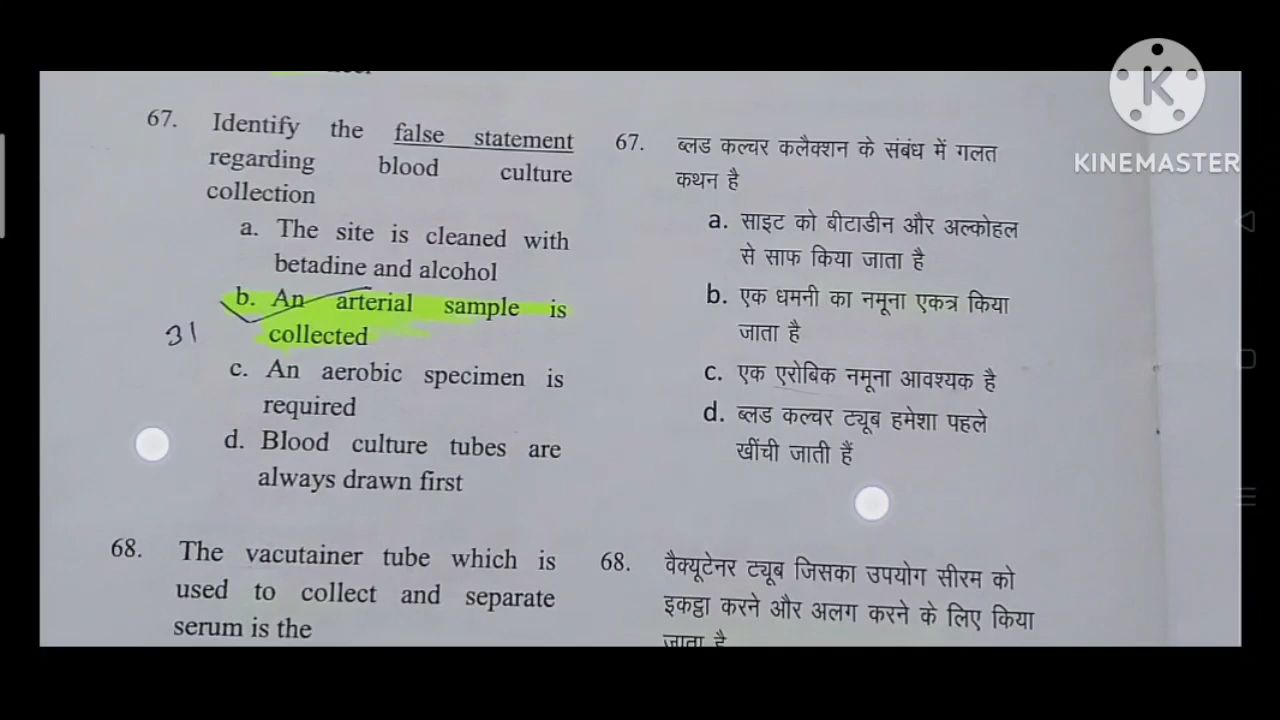 67. Identify the false statement
regarding blood culture
collection
a. The site is cleaned with
betadine and alcohol
b. An arterial sample is
collected
31
c. An aerobic specimen is
required
d. Blood culture tubes are
always drawn first
68. The vacutainer tube which is
used to collect and separate
serum is the
67. ब्लड कल्चर कलैक्शन के संबंध में गलत
कथन है
a. साइट को बीटाडीन और अल्कोहल
से साफ किया जाता है
b. एक धमनी का नमूना एकत्र किया
जाता है
c. एक एरोबिक नमूना आवश्यक है
d. ब्लड कल्चर ट्यूब हमेशा पहले
खींची जाती हैं
68. वैक्यूटेनर ट्यूब जिसका उपयोग सीरम को
इकट्ठा करने और अलग करने के लिए किया
जाता है
K
KINEMASTER